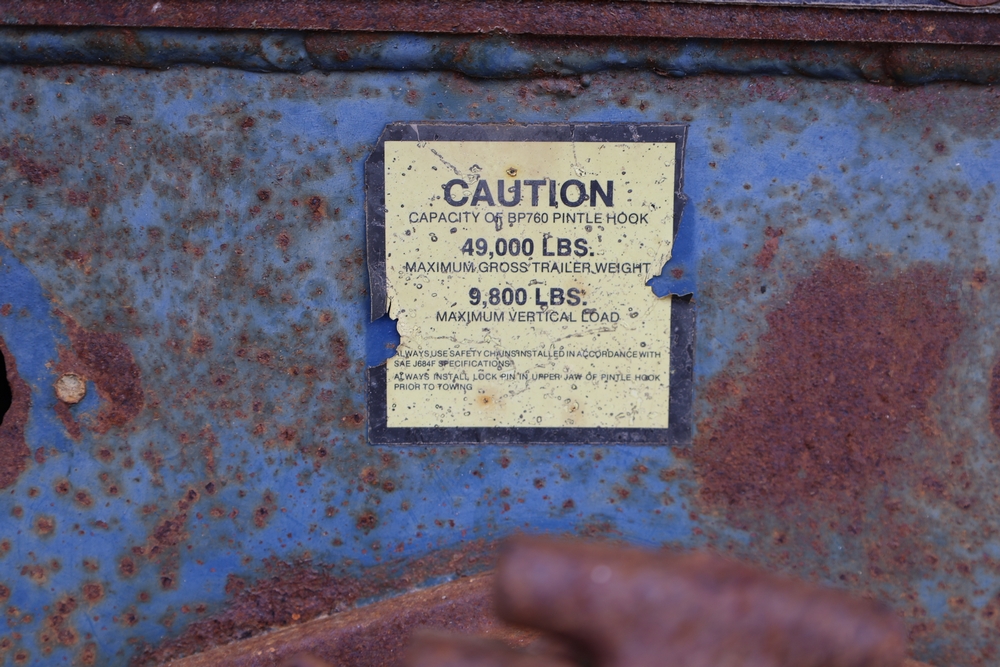 CAUTION
CAPACITY OF BP760 PINTLE HOOK
49,000 LBS.
MAXIMUM GROSS TRAILER WEIGHT
9,800 LBS.
MAXIMUM VERTICAL LOAD
ALWAYS USE SAFETY CHAINS INSTALLED IN ACCORDANCE WITH
SAE J684F SPECIFICATIONS
ALWAYS INSTALL LOCK PIN IN UPPER JAW OF PINTLE HOOK
PRIOR TO TOWING